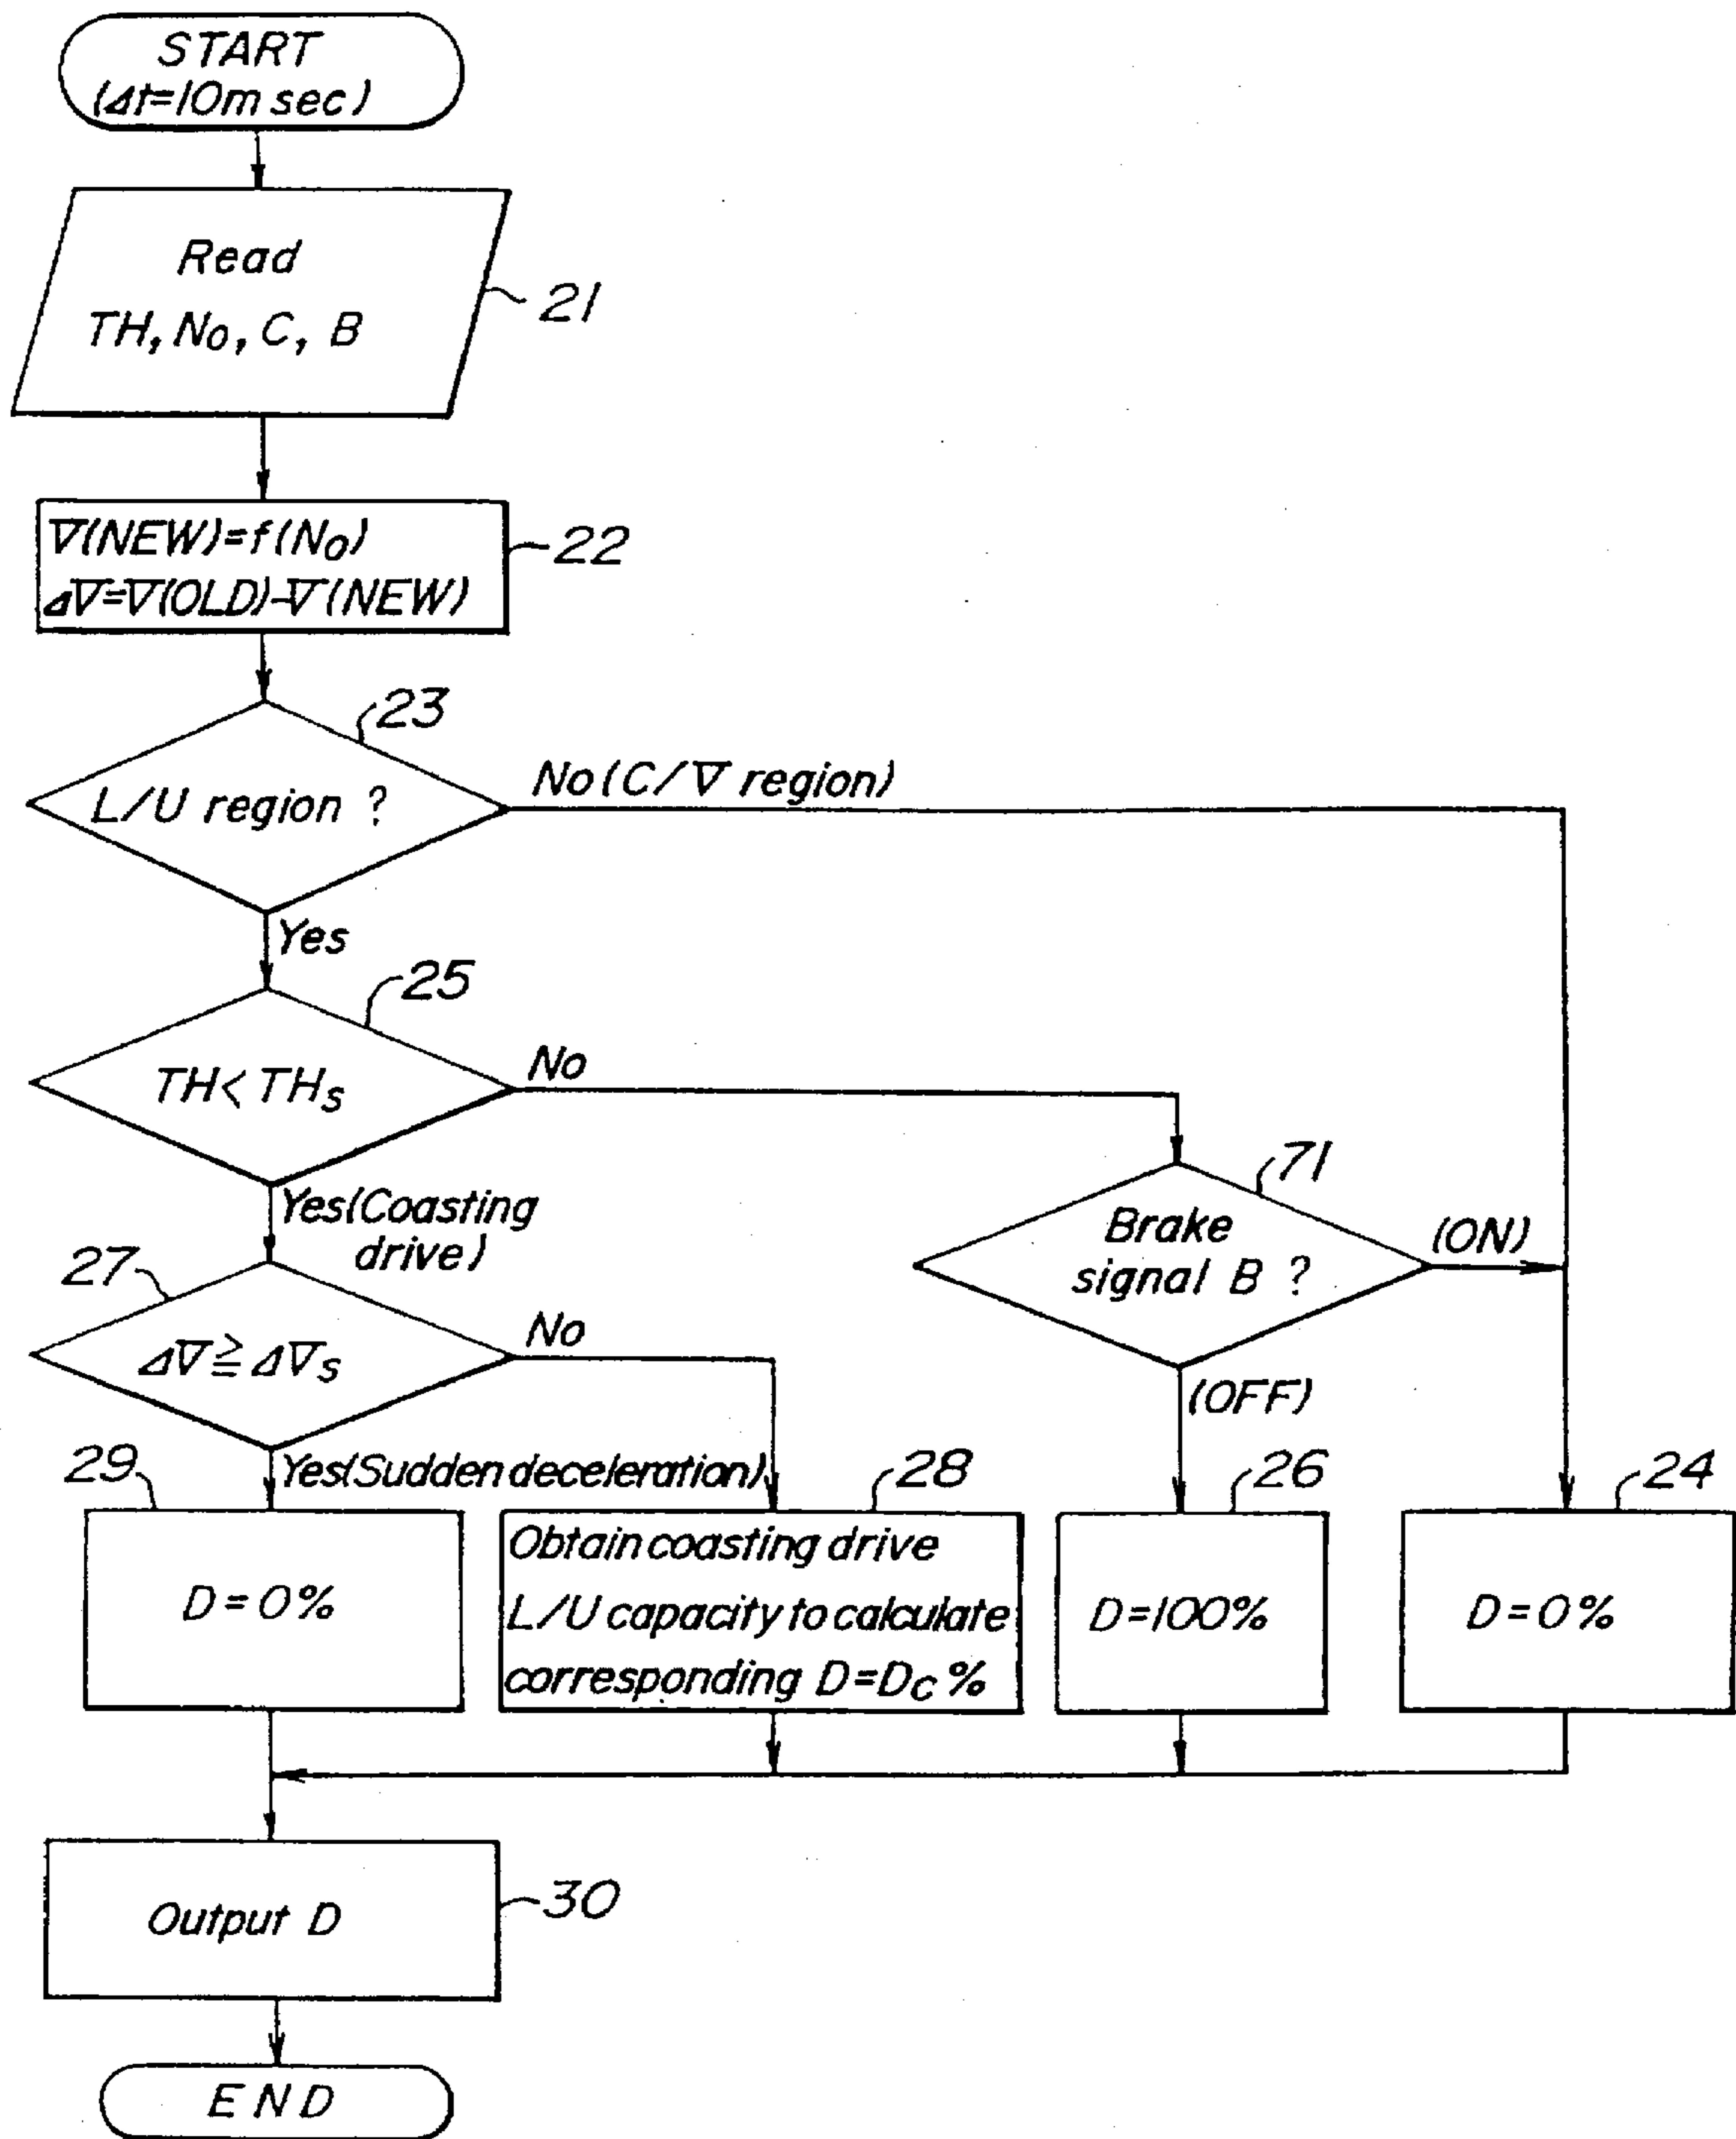 START
(Δt=10m sec)
Read
TH, No, C, B
21
V(NEW)=f(No)
ΔV=V(OLD)-V(NEW)
22
23
L/U region ?
No (C/V region)
Yes
25
TH<THs
No
Yes(Coasting
drive)
71
Brake
signal B ?
(ON)
(OFF)
27
ΔV≧ΔVs
No
Yes(Sudden deceleration)
29
D=0%
28
Obtain coasting drive
L/U capacity to calculate
corresponding D=Dc%
26
D=100%
24
D=0%
Output D
30
END